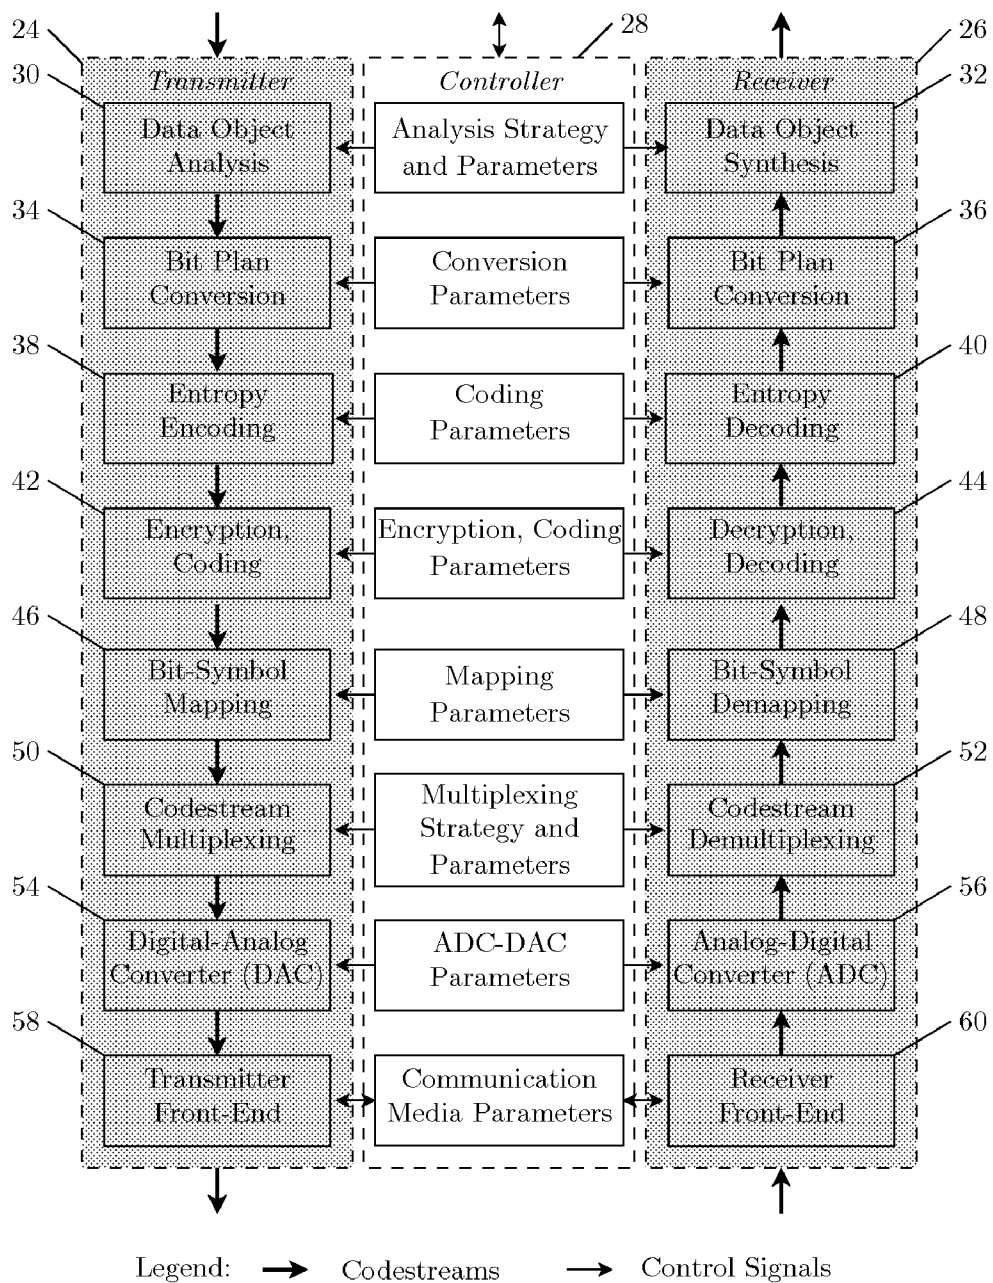 24
28
26
Transmitter
Controller
Receiver
30
32
Data Object
Analysis
Analysis Strategy
and Parameters
Data Object
Synthesis
34
36
Bit Plan
Conversion
Conversion
Parameters
Bit Plan
Conversion
38
40
Entropy
Encoding
Coding
Parameters
Entropy
Decoding
42
44
Encryption,
Coding
Encryption, Coding
Parameters
Decryption,
Decoding
46
48
Bit-Symbol
Mapping
Mapping
Parameters
Bit-Symbol
Demapping
50
52
Codestream
Multiplexing
Multiplexing
Strategy and
Parameters
Codestream
Demultiplexing
54
56
Digital-Analog
Converter (DAC)
ADC-DAC
Parameters
Analog-Digital
Converter (ADC)
58
60
Transmitter
Front-End
Communication
Media Parameters
Receiver
Front-End
Legend: Codestreams Control Signals